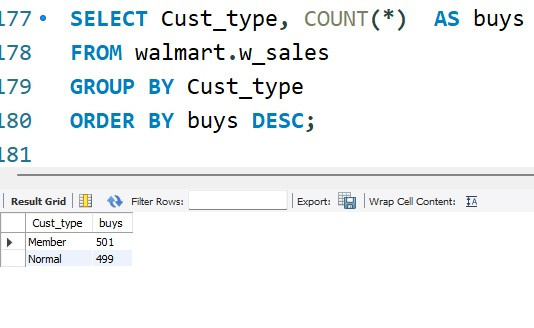 177 SELECT Cust_type, COUNT(*)  AS buys
178 FROM walmart.w_sales
179 GROUP BY Cust_type
180 ORDER BY buys DESC;
181
Result Grid Filter Rows: Export: Wrap Cell Content: IA
Cust_type buys
Member 501
Normal 499